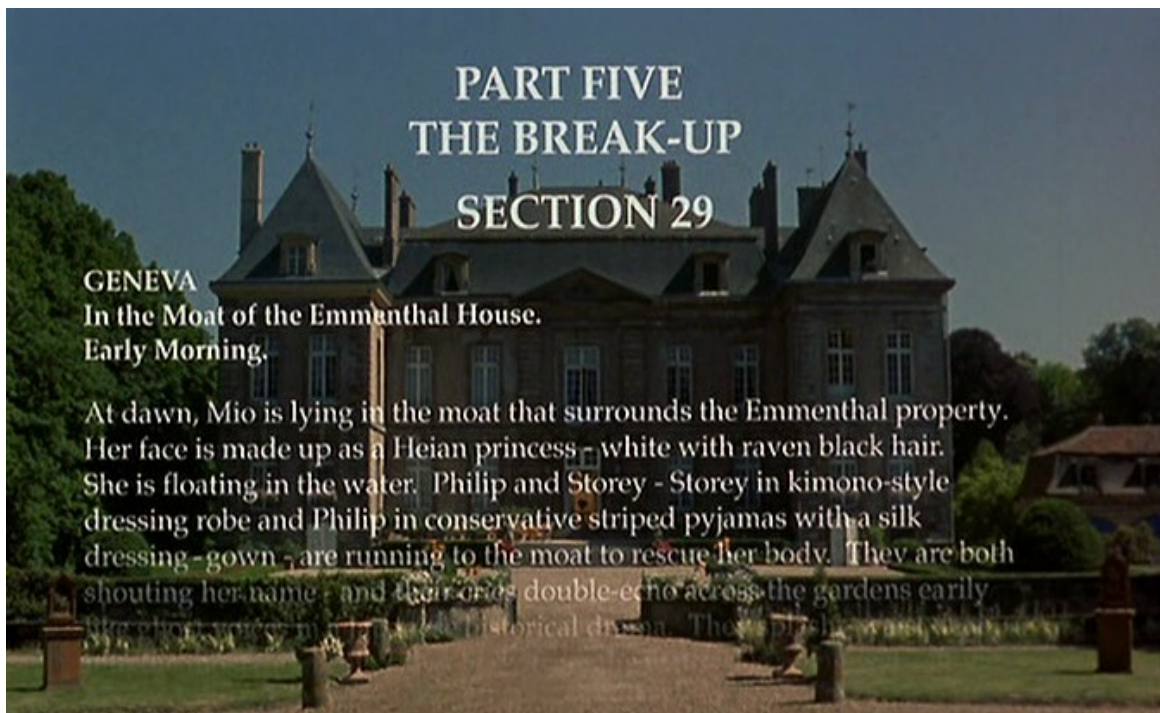 PART FIVE
THE BREAK-UP
SECTION 29
GENEVA
In the Moat of the Emmenthal House.
Early Morning.
At dawn, Mio is lying in the moat that surrounds the Emmenthal property.
Her face is made up as a Heian princess - white with raven black hair.
She is floating in the water. Philip and Storey - Storey in kimono-style
dressing robe and Philip in conservative striped pyjamas with a silk
dressing-gown - are running to the moat to rescue her body. They are both
shouting her name - and their cries double-echo across the gardens earily
historical drama. They